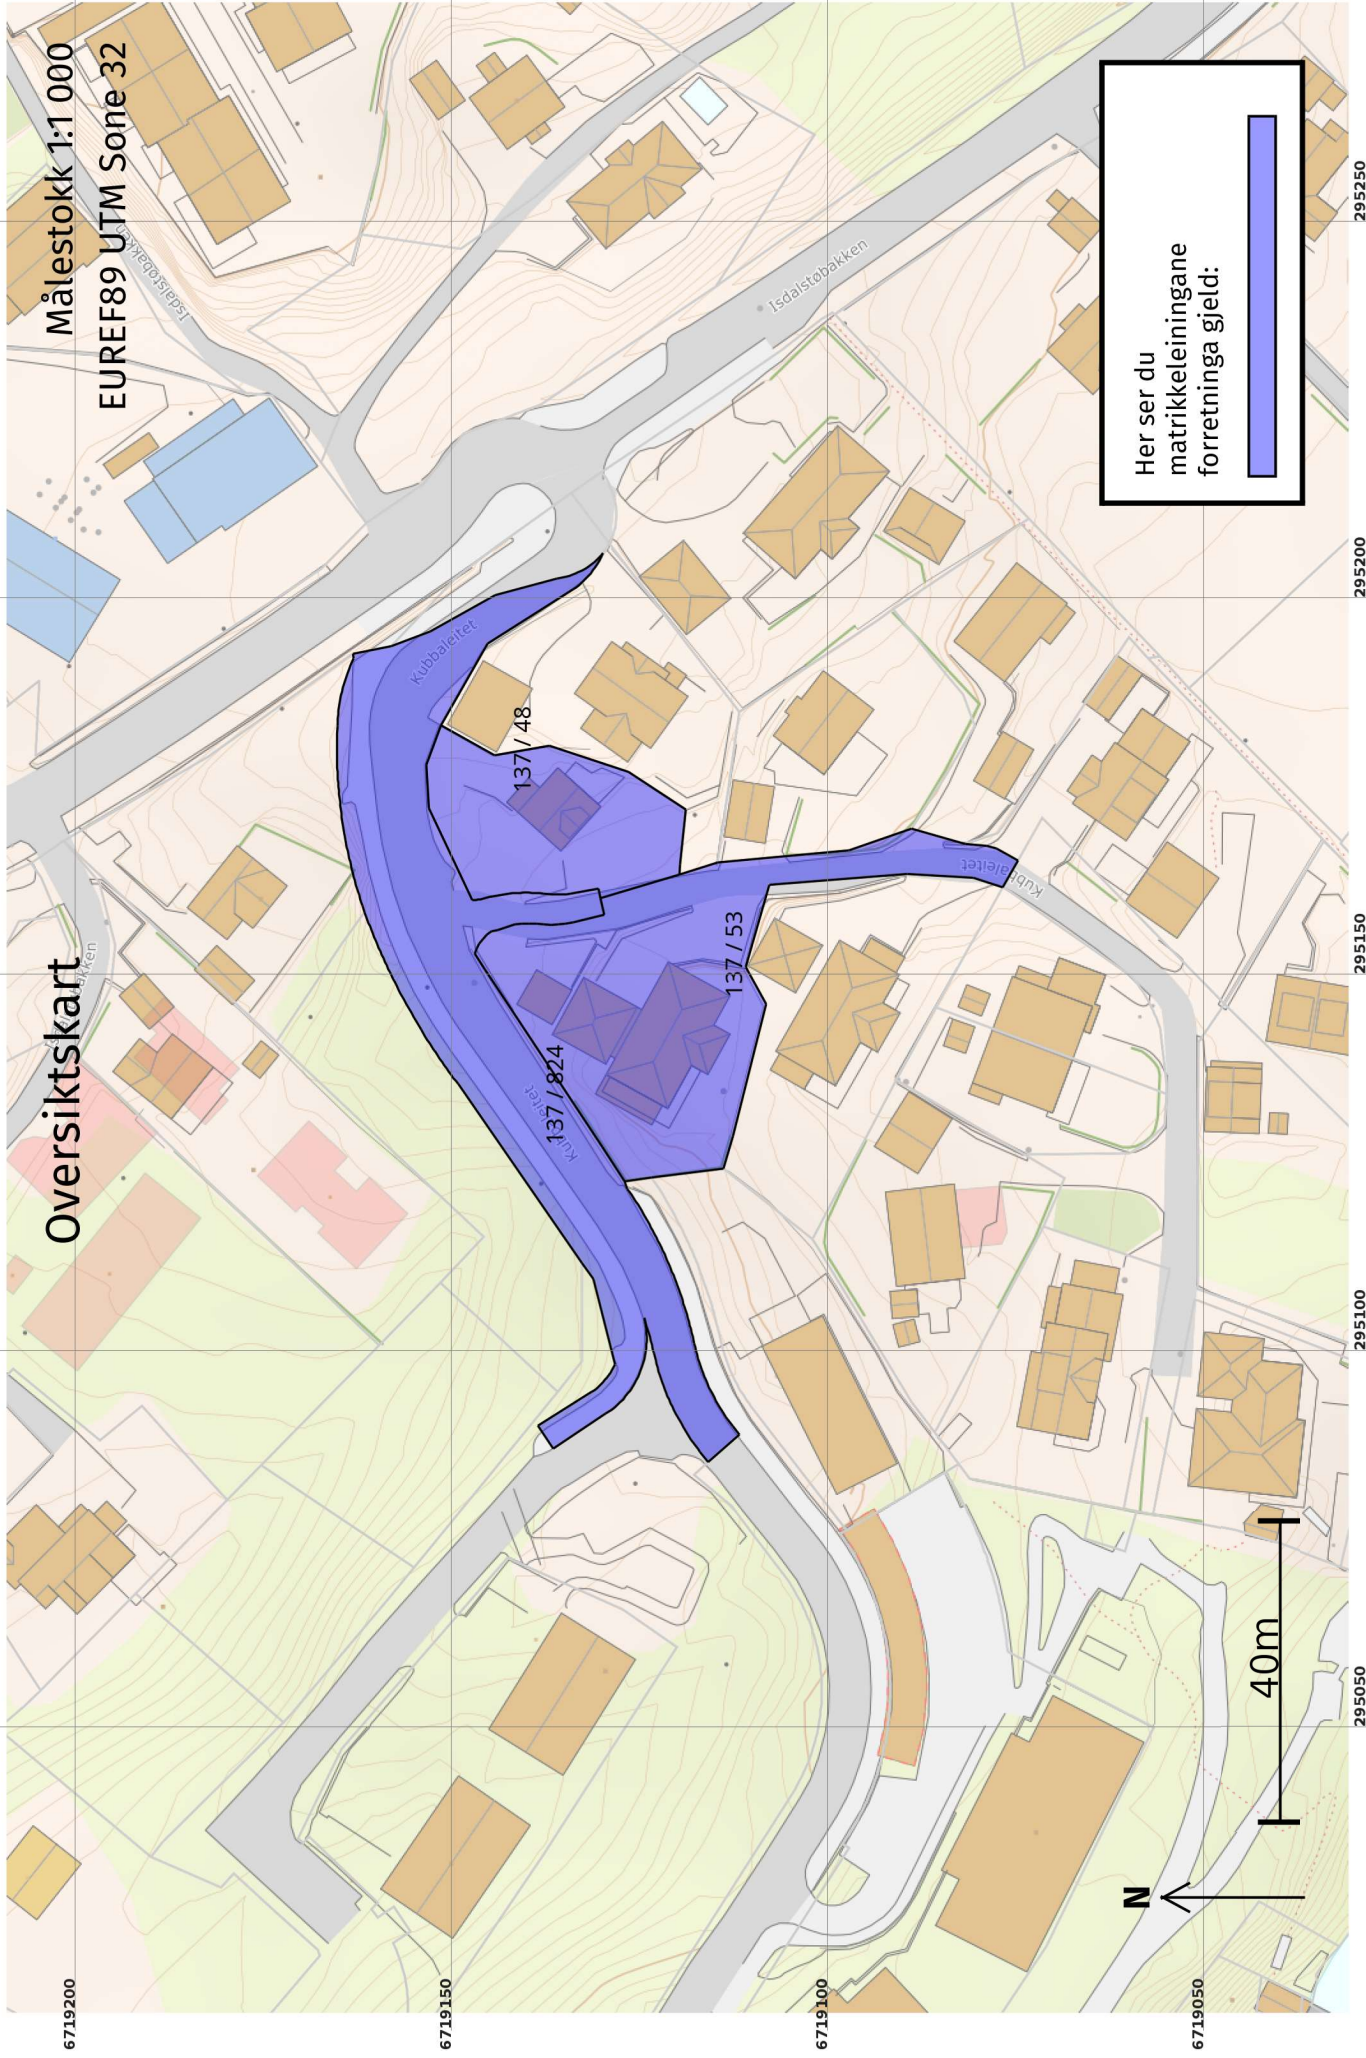 Oversiktskart
Målestokk 1:1 000
EUREF89 UTM Sone 32
Isdalstøbakken
Isdalstøbakken
Kubbaleitet
137 / 48
137 / 53
137 / 824
Kubbaleitet
Her ser du
matrikkeleiningane
forretninga gjeld:
40m
N
6719200
6719150
6719100
6719050
295050
295100
295150
295200
295250